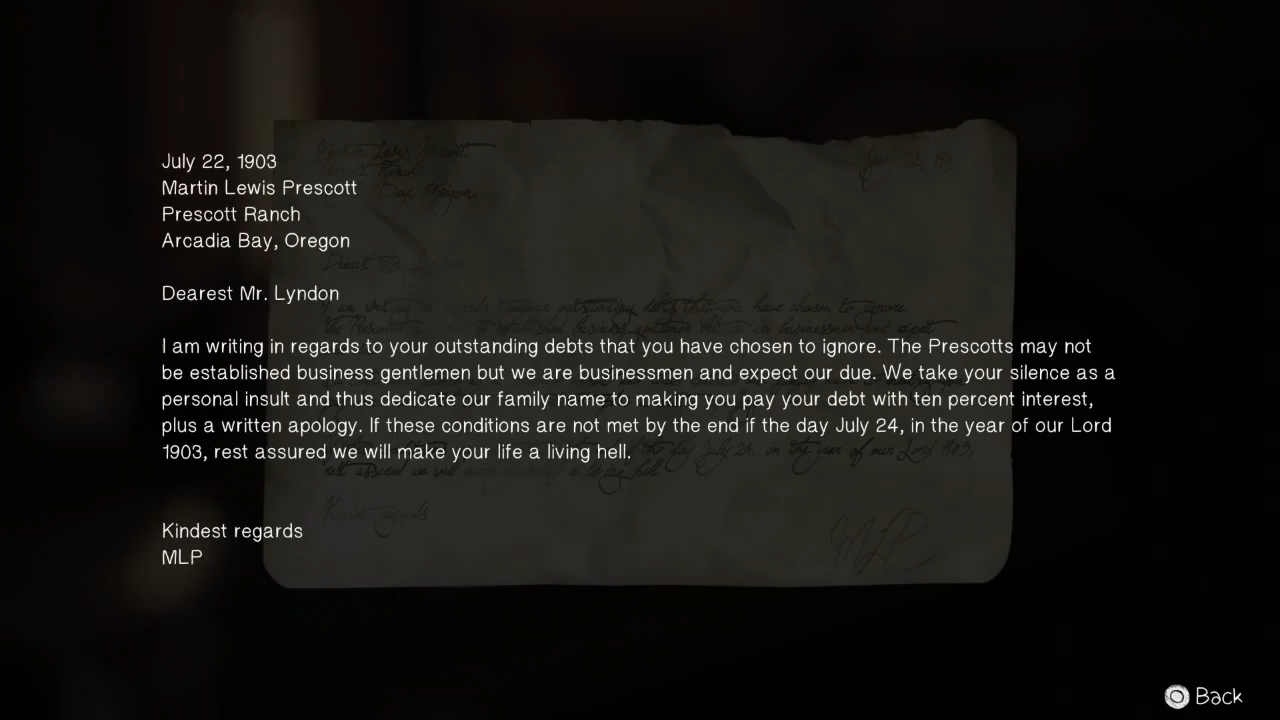 July 22, 1903
Martin Lewis Prescott
Prescott Ranch
Arcadia Bay, Oregon
Dearest Mr. Lyndon
I am writing in regards to your outstanding debts that you have chosen to ignore. The Prescotts may not
be established business gentlemen but we are businessmen and expect our due. We take your silence as a
personal insult and thus dedicate our family name to making you pay your debt with ten percent interest,
plus a written apology. If these conditions are not met by the end if the day July 24, in the year of our Lord
1903, rest assured we will make your life a living hell.
Kindest regards
MLP
Back